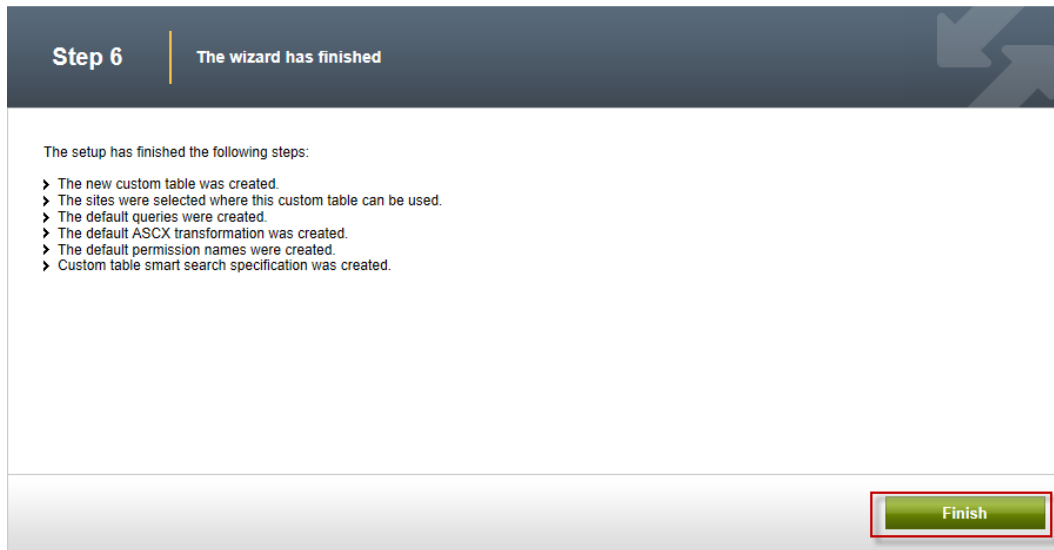 Step 6
The wizard has finished
The setup has finished the following steps:
The new custom table was created.
The sites were selected where this custom table can be used.
The default queries were created.
The default ASCX transformation was created.
The default permission names were created.
Custom table smart search specification was created.
Finish